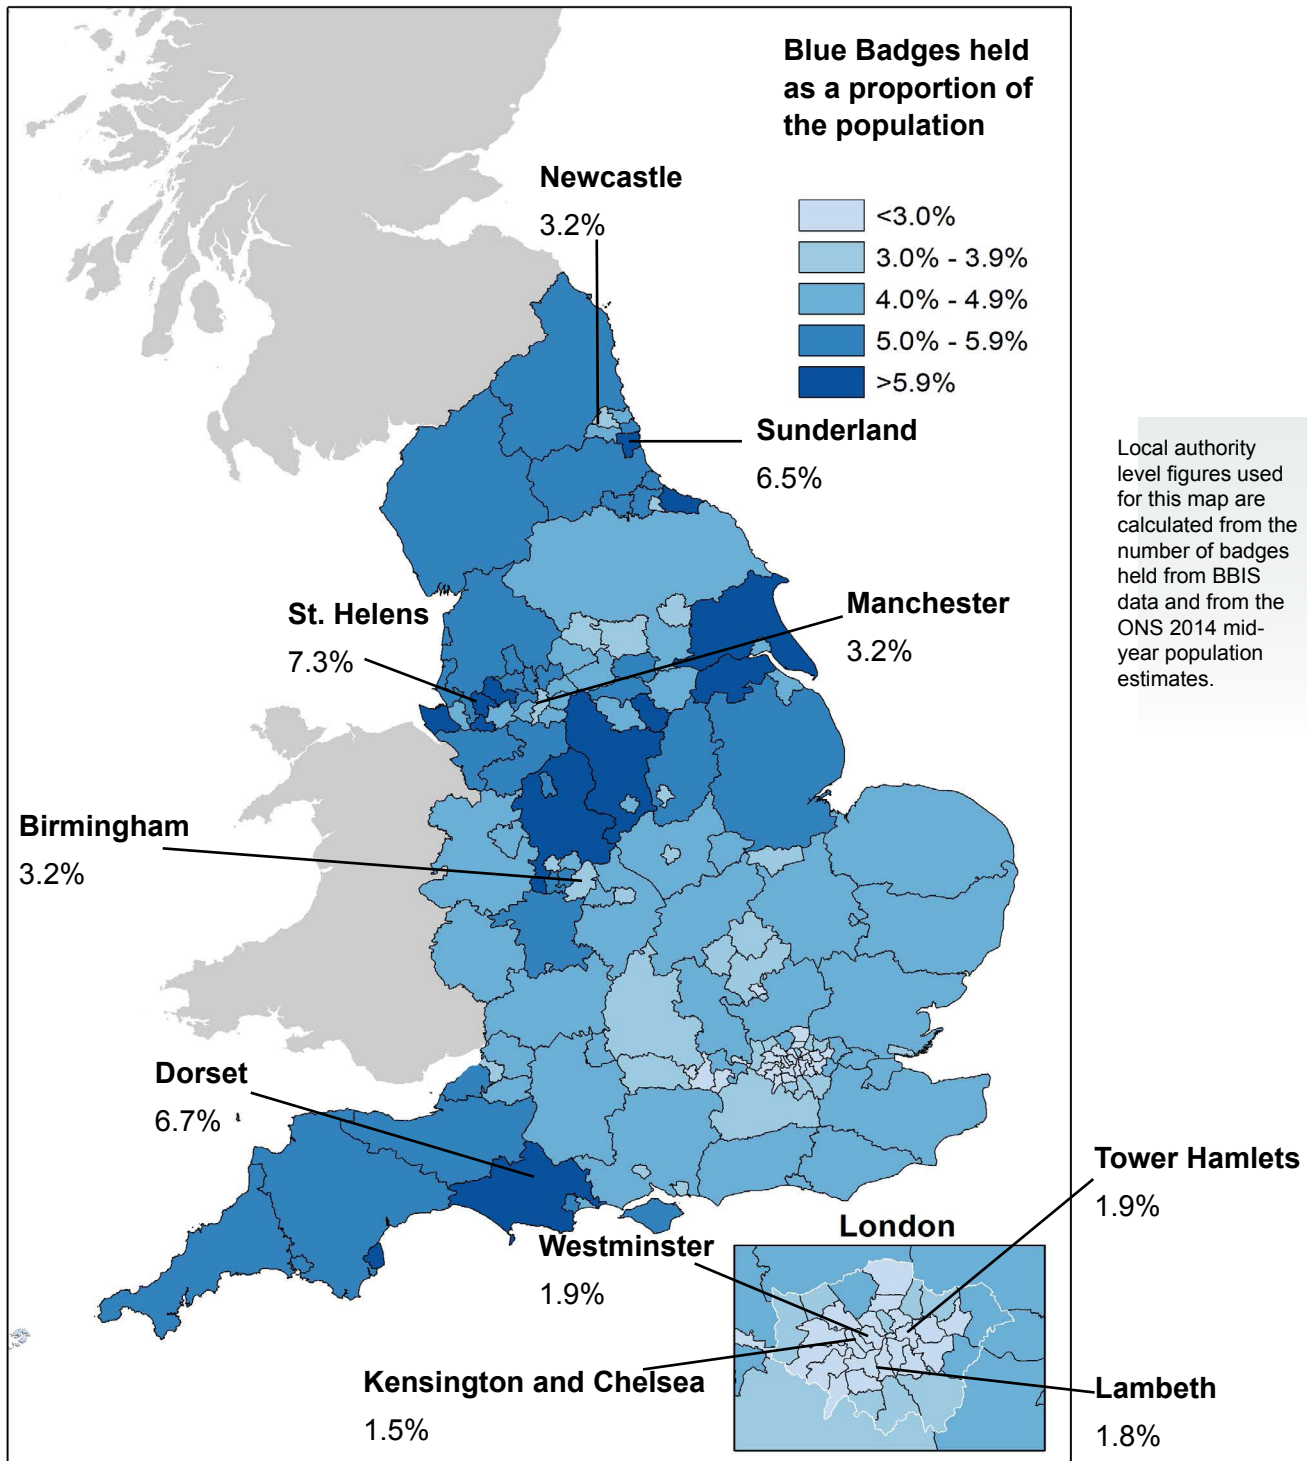 Blue Badges held
as a proportion of
the population
<3.0%
3.0% - 3.9%
4.0% - 4.9%
5.0% - 5.9%
>5.9%
Newcastle
3.2%
Sunderland
6.5%
Local authority
level figures used
for this map are
calculated from the
number of badges
held from BBIS
data and from the
ONS 2014 mid-
year population
estimates.
St. Helens
7.3%
Manchester
3.2%
Birmingham
3.2%
Dorset
6.7%
Tower Hamlets
1.9%
London
Westminster
1.9%
Kensington and Chelsea
1.5%
Lambeth
1.8%